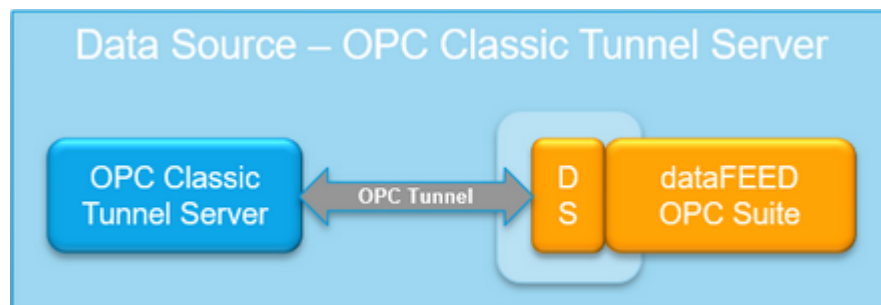 Data Source – OPC Classic Tunnel Server
OPC Classic
Tunnel Server
OPC Tunnel
D
S
dataFEED
OPC Suite